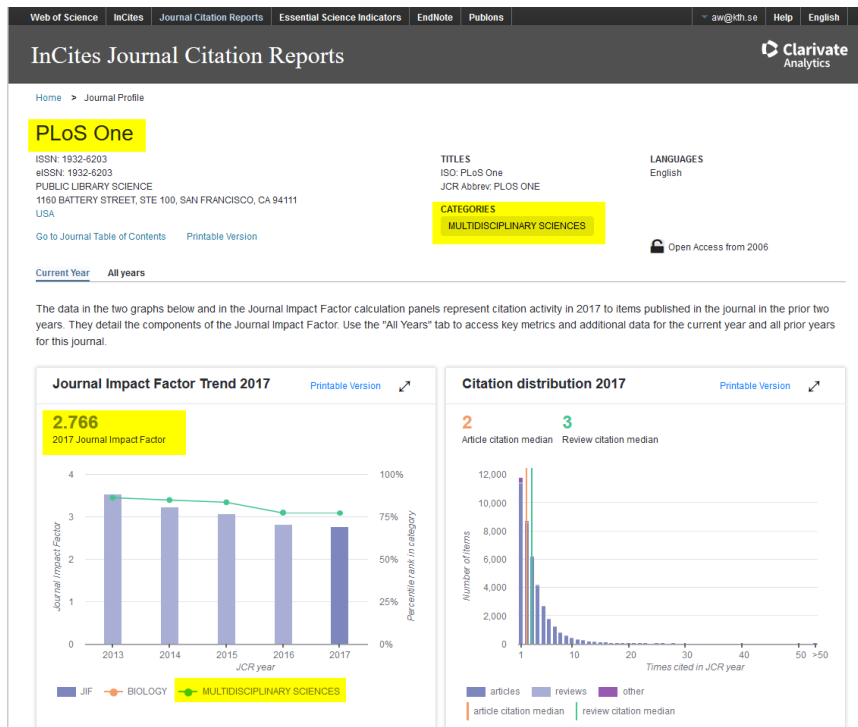 Web of Science InCites Journal Citation Reports Essential Science Indicators EndNote Publons aw@kth.se Help English
InCites Journal Citation Reports
Clarivate
Analytics
Home > Journal Profile
PLoS One
ISSN: 1932-6203
eISSN: 1932-6203
PUBLIC LIBRARY SCIENCE
1160 BATTERY STREET, STE 100, SAN FRANCISCO, CA 94111
USA
Go to Journal Table of Contents Printable Version
TITLES
ISO: PLoS One
JCR Abbrev: PLOS ONE
CATEGORIES
MULTIDISCIPLINARY SCIENCES
LANGUAGES
English
Open Access from 2006
Current Year All years
The data in the two graphs below and in the Journal Impact Factor calculation panels represent citation activity in 2017 to items published in the journal in the prior two
years. They detail the components of the Journal Impact Factor. Use the "All Years" tab to access key metrics and additional data for the current year and all prior years
for this journal.
Journal Impact Factor Trend 2017 Printable Version
2.766
2017 Journal Impact Factor
4 100%
3 75%
2 50%
1 25%
0 0%
Journal Impact Factor
Percentile rank in category
2013 2014 2015 2016 2017
JCR year
JIF BIOLOGY MULTIDISCIPLINARY SCIENCES
Citation distribution 2017 Printable Version
2 3
Article citation median Review citation median
12,000
10,000
8,000
6,000
4,000
2,000
0
Number of items
1 10 20 30 40 50 >50
Times cited in JCR year
articles reviews other
article citation median review citation median